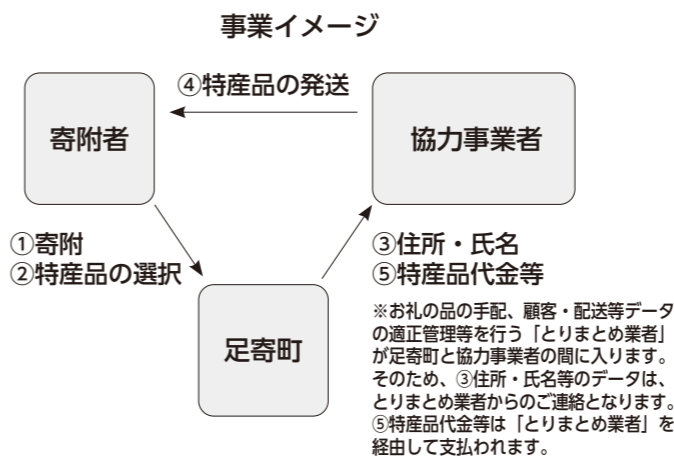 事業イメージ
④特産品の発送
寄附者
協力事業者
①寄附
②特産品の選択
③住所・氏名
⑤特産品代金等
足寄町
※お礼の品の手配、顧客・配送等データ
の適正管理等を行う「とりまとめ業者」
が足寄町と協力事業者の間に入ります。
そのため、③住所・氏名等のデータは、
とりまとめ業者からのご連絡となります。
⑤特産品代金等は「とりまとめ業者」を
経由して支払われます。